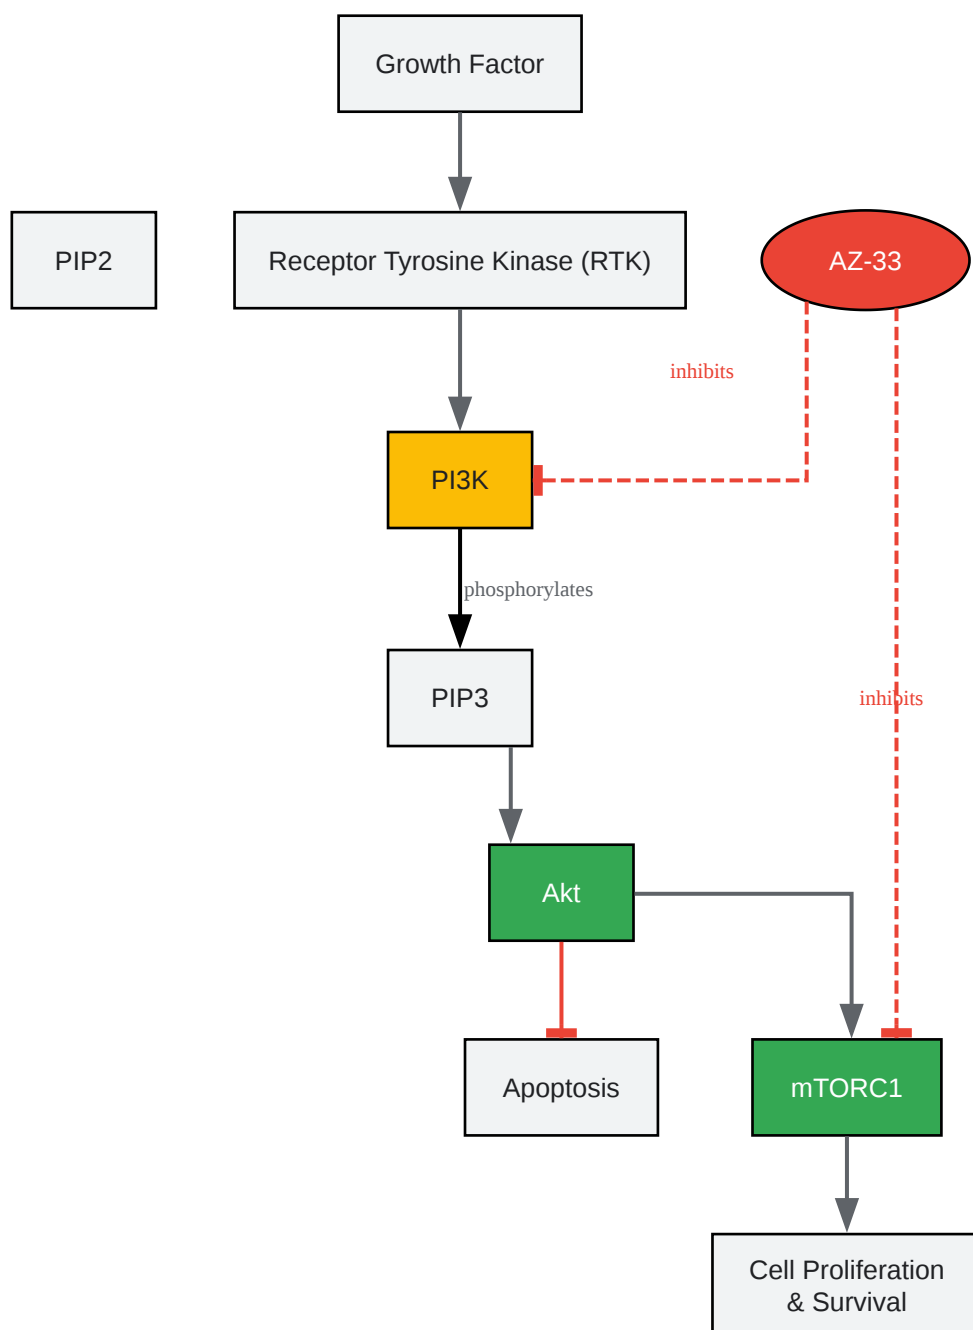 Growth Factor
PIP2
Receptor Tyrosine Kinase (RTK)
AZ-33
inhibits
PI3K
phosphorylates
PIP3
inhibits
Akt
Apoptosis
mTORC1
Cell Proliferation
& Survival